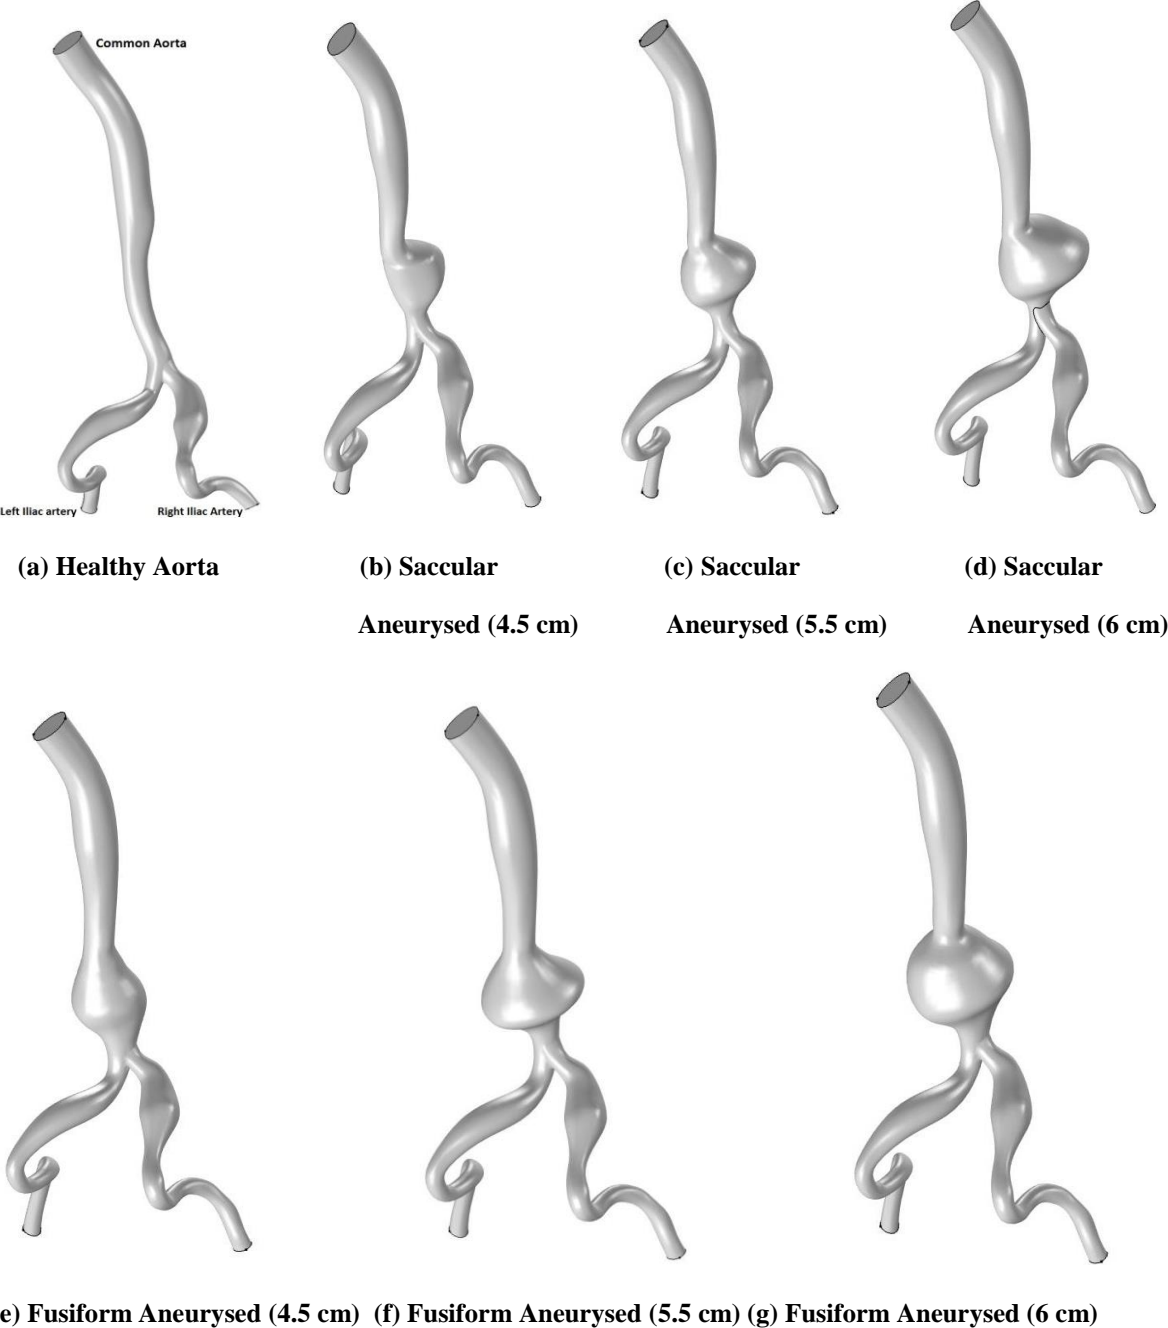 Common Aorta
Left Iliac artery
Right Iliac Artery
(a) Healthy Aorta
(b) Saccular
Aneurysed (4.5 cm)
(c) Saccular
Aneurysed (5.5 cm)
(d) Saccular
Aneurysed (6 cm)
e) Fusiform Aneurysed (4.5 cm) (f) Fusiform Aneurysed (5.5 cm) (g) Fusiform Aneurysed (6 cm)